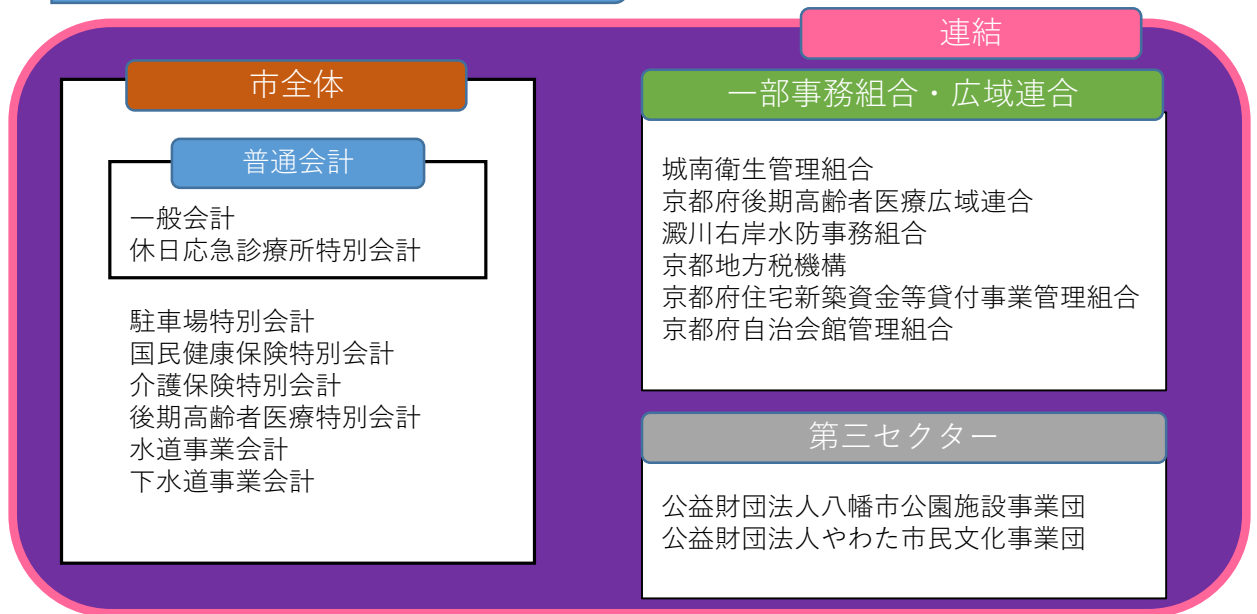 連結
市全体
普通会計
一般会計
休日応急診療所特別会計
駐車場特別会計
国民健康保険特別会計
介護保険特別会計
後期高齢者医療特別会計
水道事業会計
下水道事業会計
一部事務組合・広域連合
城南衛生管理組合
京都府後期高齢者医療広域連合
澱川右岸水防事務組合
京都地方税機構
京都府住宅新築資金等貸付事業管理組合
京都府自治会館管理組合
第三セクター
公益財団法人八幡市公園施設事業団
公益財団法人やわた市民文化事業団